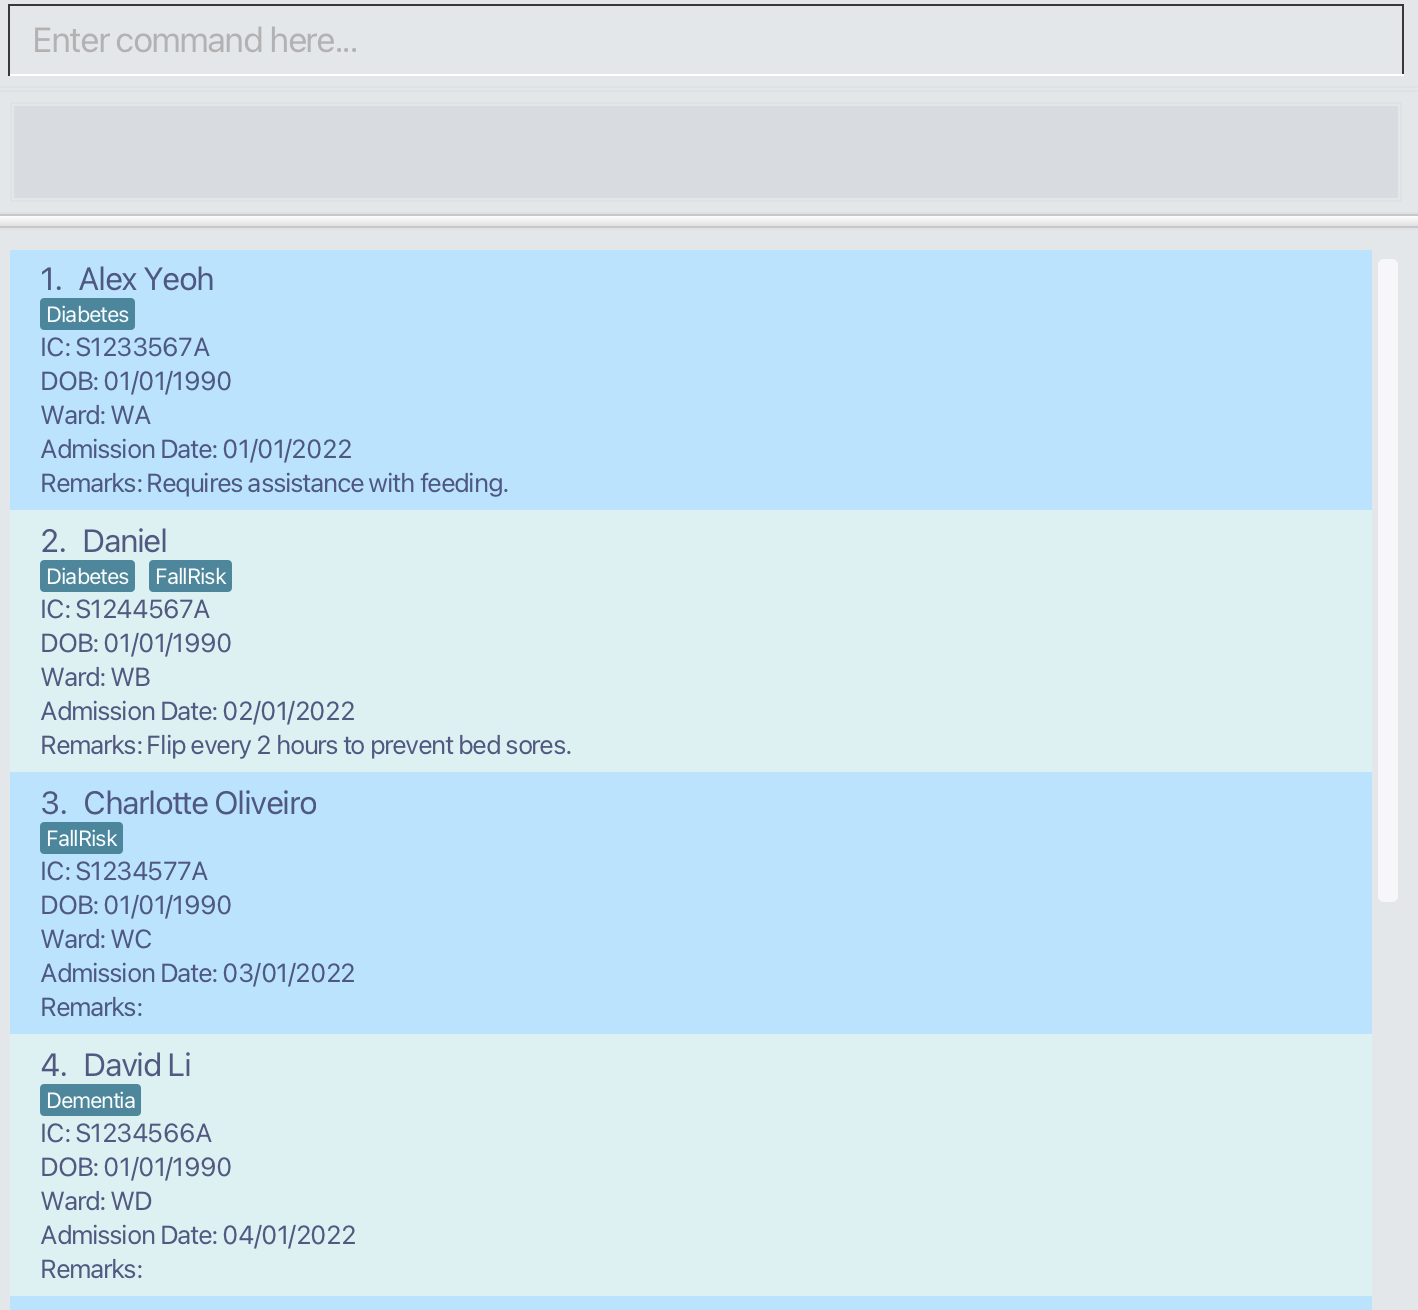 Enter command here...
1. Alex Yeoh
Diabetes
IC: S1233567A
DOB: 01/01/1990
Ward: WA
Admission Date: 01/01/2022
Remarks: Requires assistance with feeding.
2. Daniel
Diabetes FallRisk
IC: S1244567A
DOB: 01/01/1990
Ward: WB
Admission Date: 02/01/2022
Remarks: Flip every 2 hours to prevent bed sores.
3. Charlotte Oliveiro
FallRisk
IC: S1234577A
DOB: 01/01/1990
Ward: WC
Admission Date: 03/01/2022
Remarks:
4. David Li
Dementia
IC: S1234566A
DOB: 01/01/1990
Ward: WD
Admission Date: 04/01/2022
Remarks: